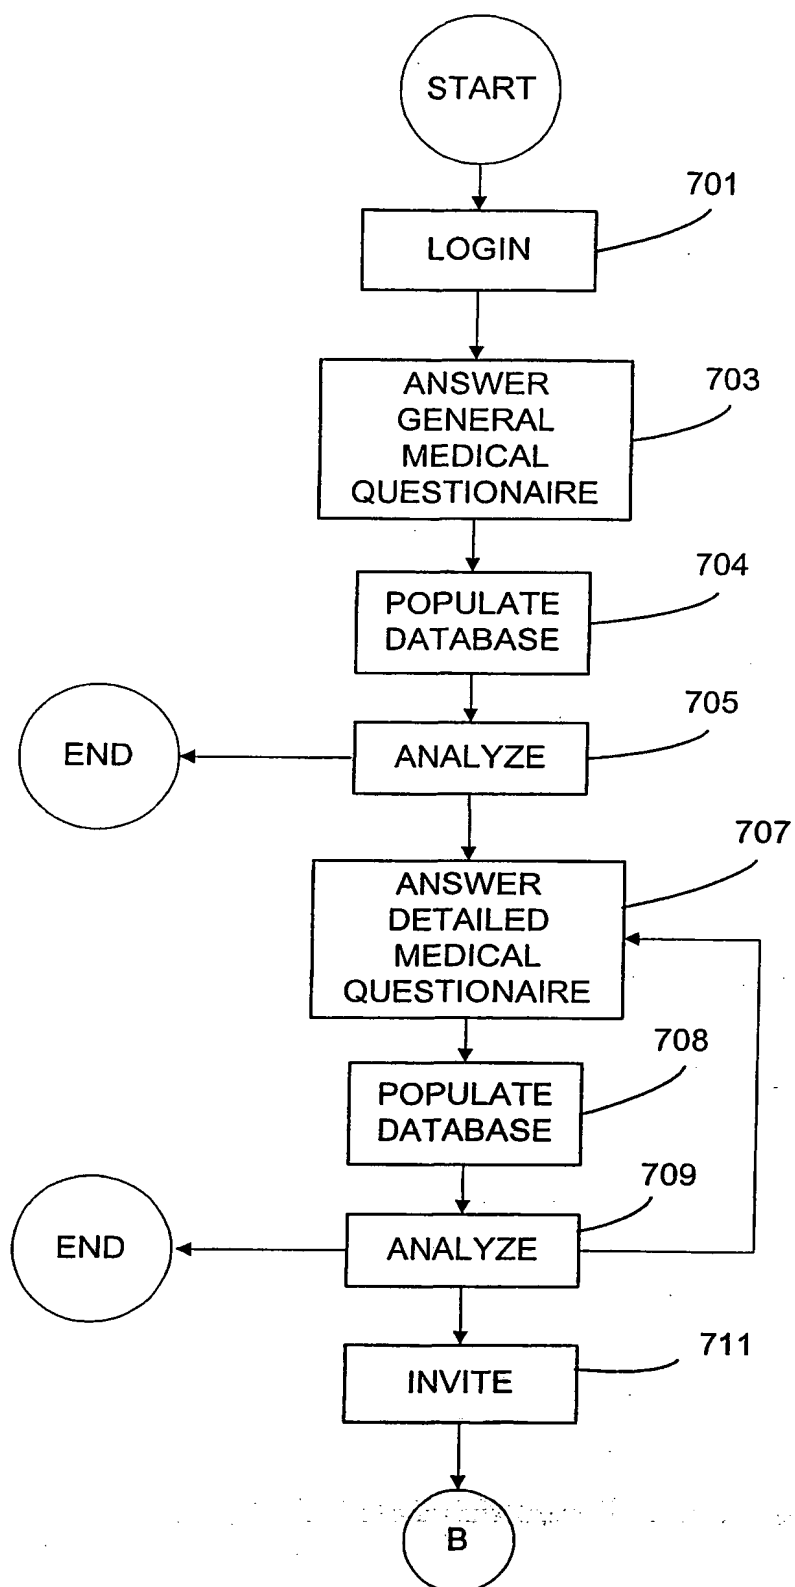 START
701
LOGIN
703
ANSWER
GENERAL
MEDICAL
QUESTIONAIRE
704
POPULATE
DATABASE
705
END
ANALYZE
707
ANSWER
DETAILED
MEDICAL
QUESTIONAIRE
708
POPULATE
DATABASE
709
END
ANALYZE
711
INVITE
B